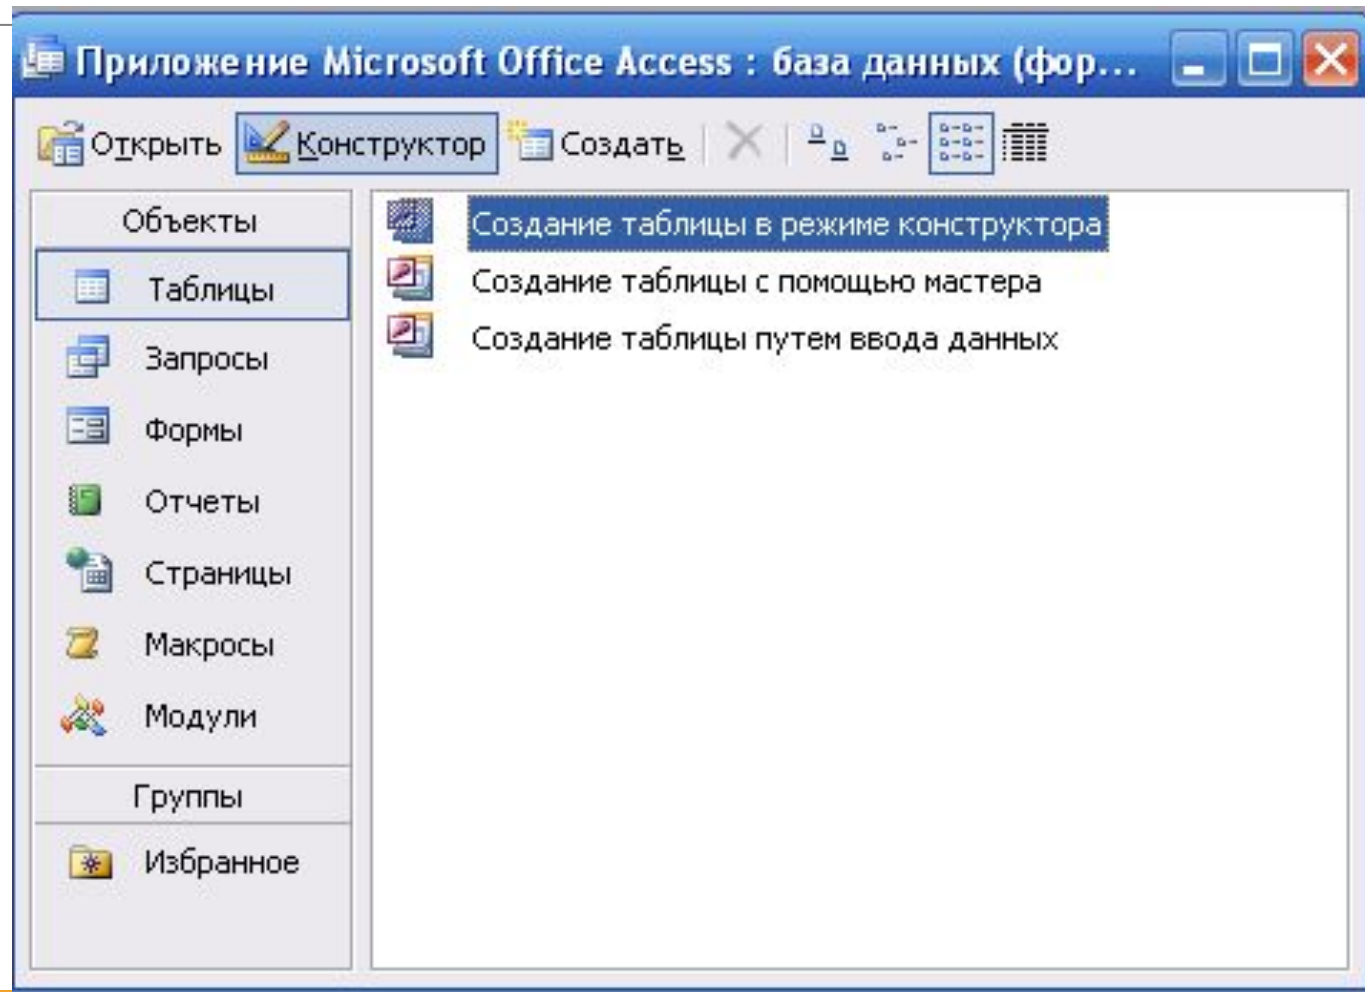 Приложение Microsoft Office Access : база данных (фор...
Открыть Конструктор Создать
Объекты
Таблицы
Запросы
Формы
Отчеты
Страницы
Макросы
Модули
Группы
Избранное
Создание таблицы в режиме конструктора
Создание таблицы с помощью мастера
Создание таблицы путем ввода данных